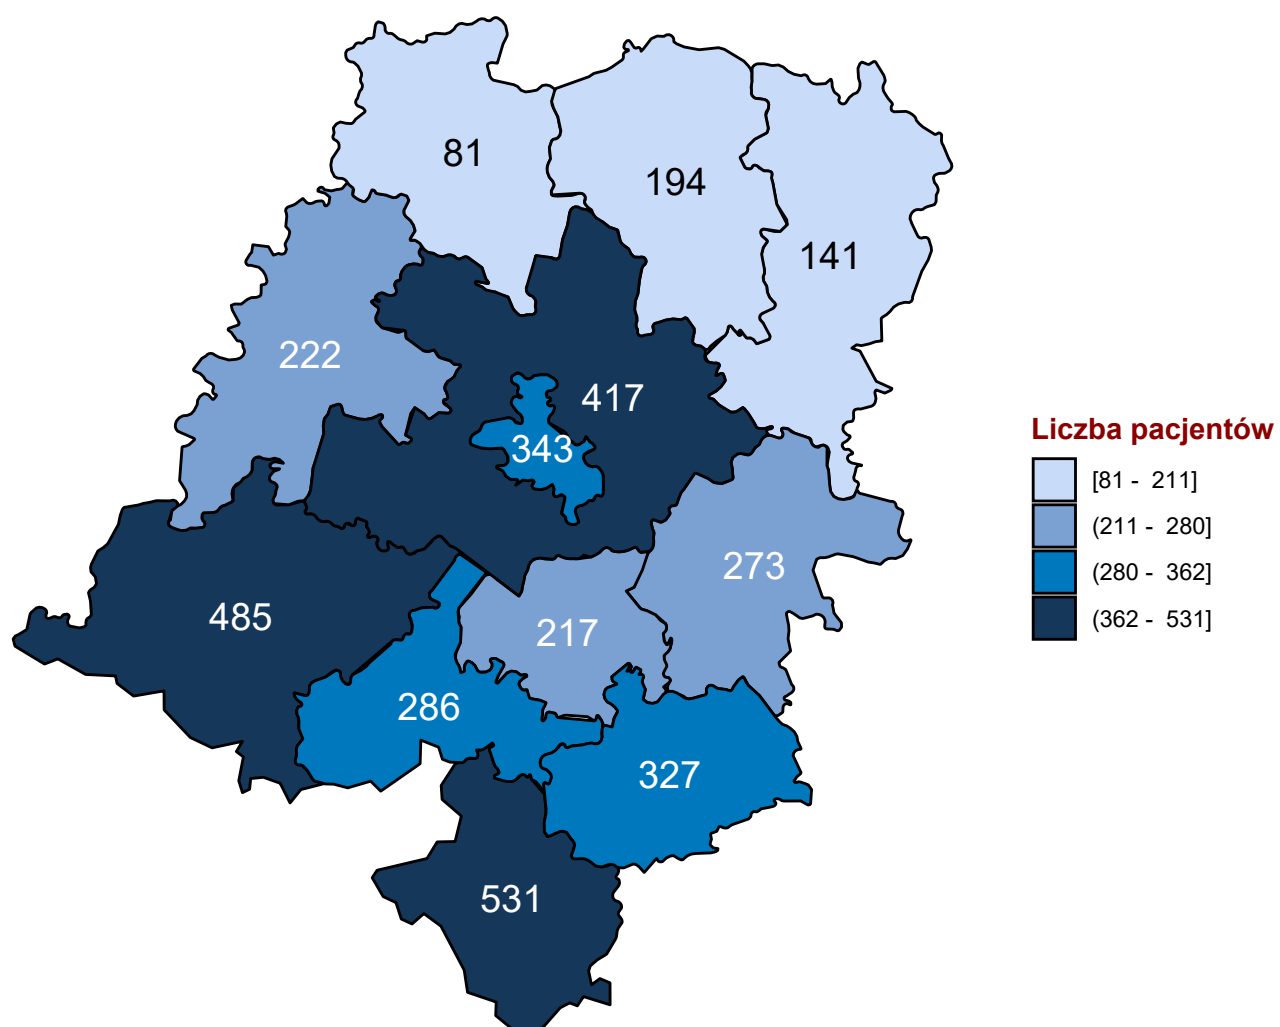 81
194
141
222
417
343
273
485
217
286
327
531
Liczba pacjentów
[81 - 211]
(211 - 280]
(280 - 362]
(362 - 531]